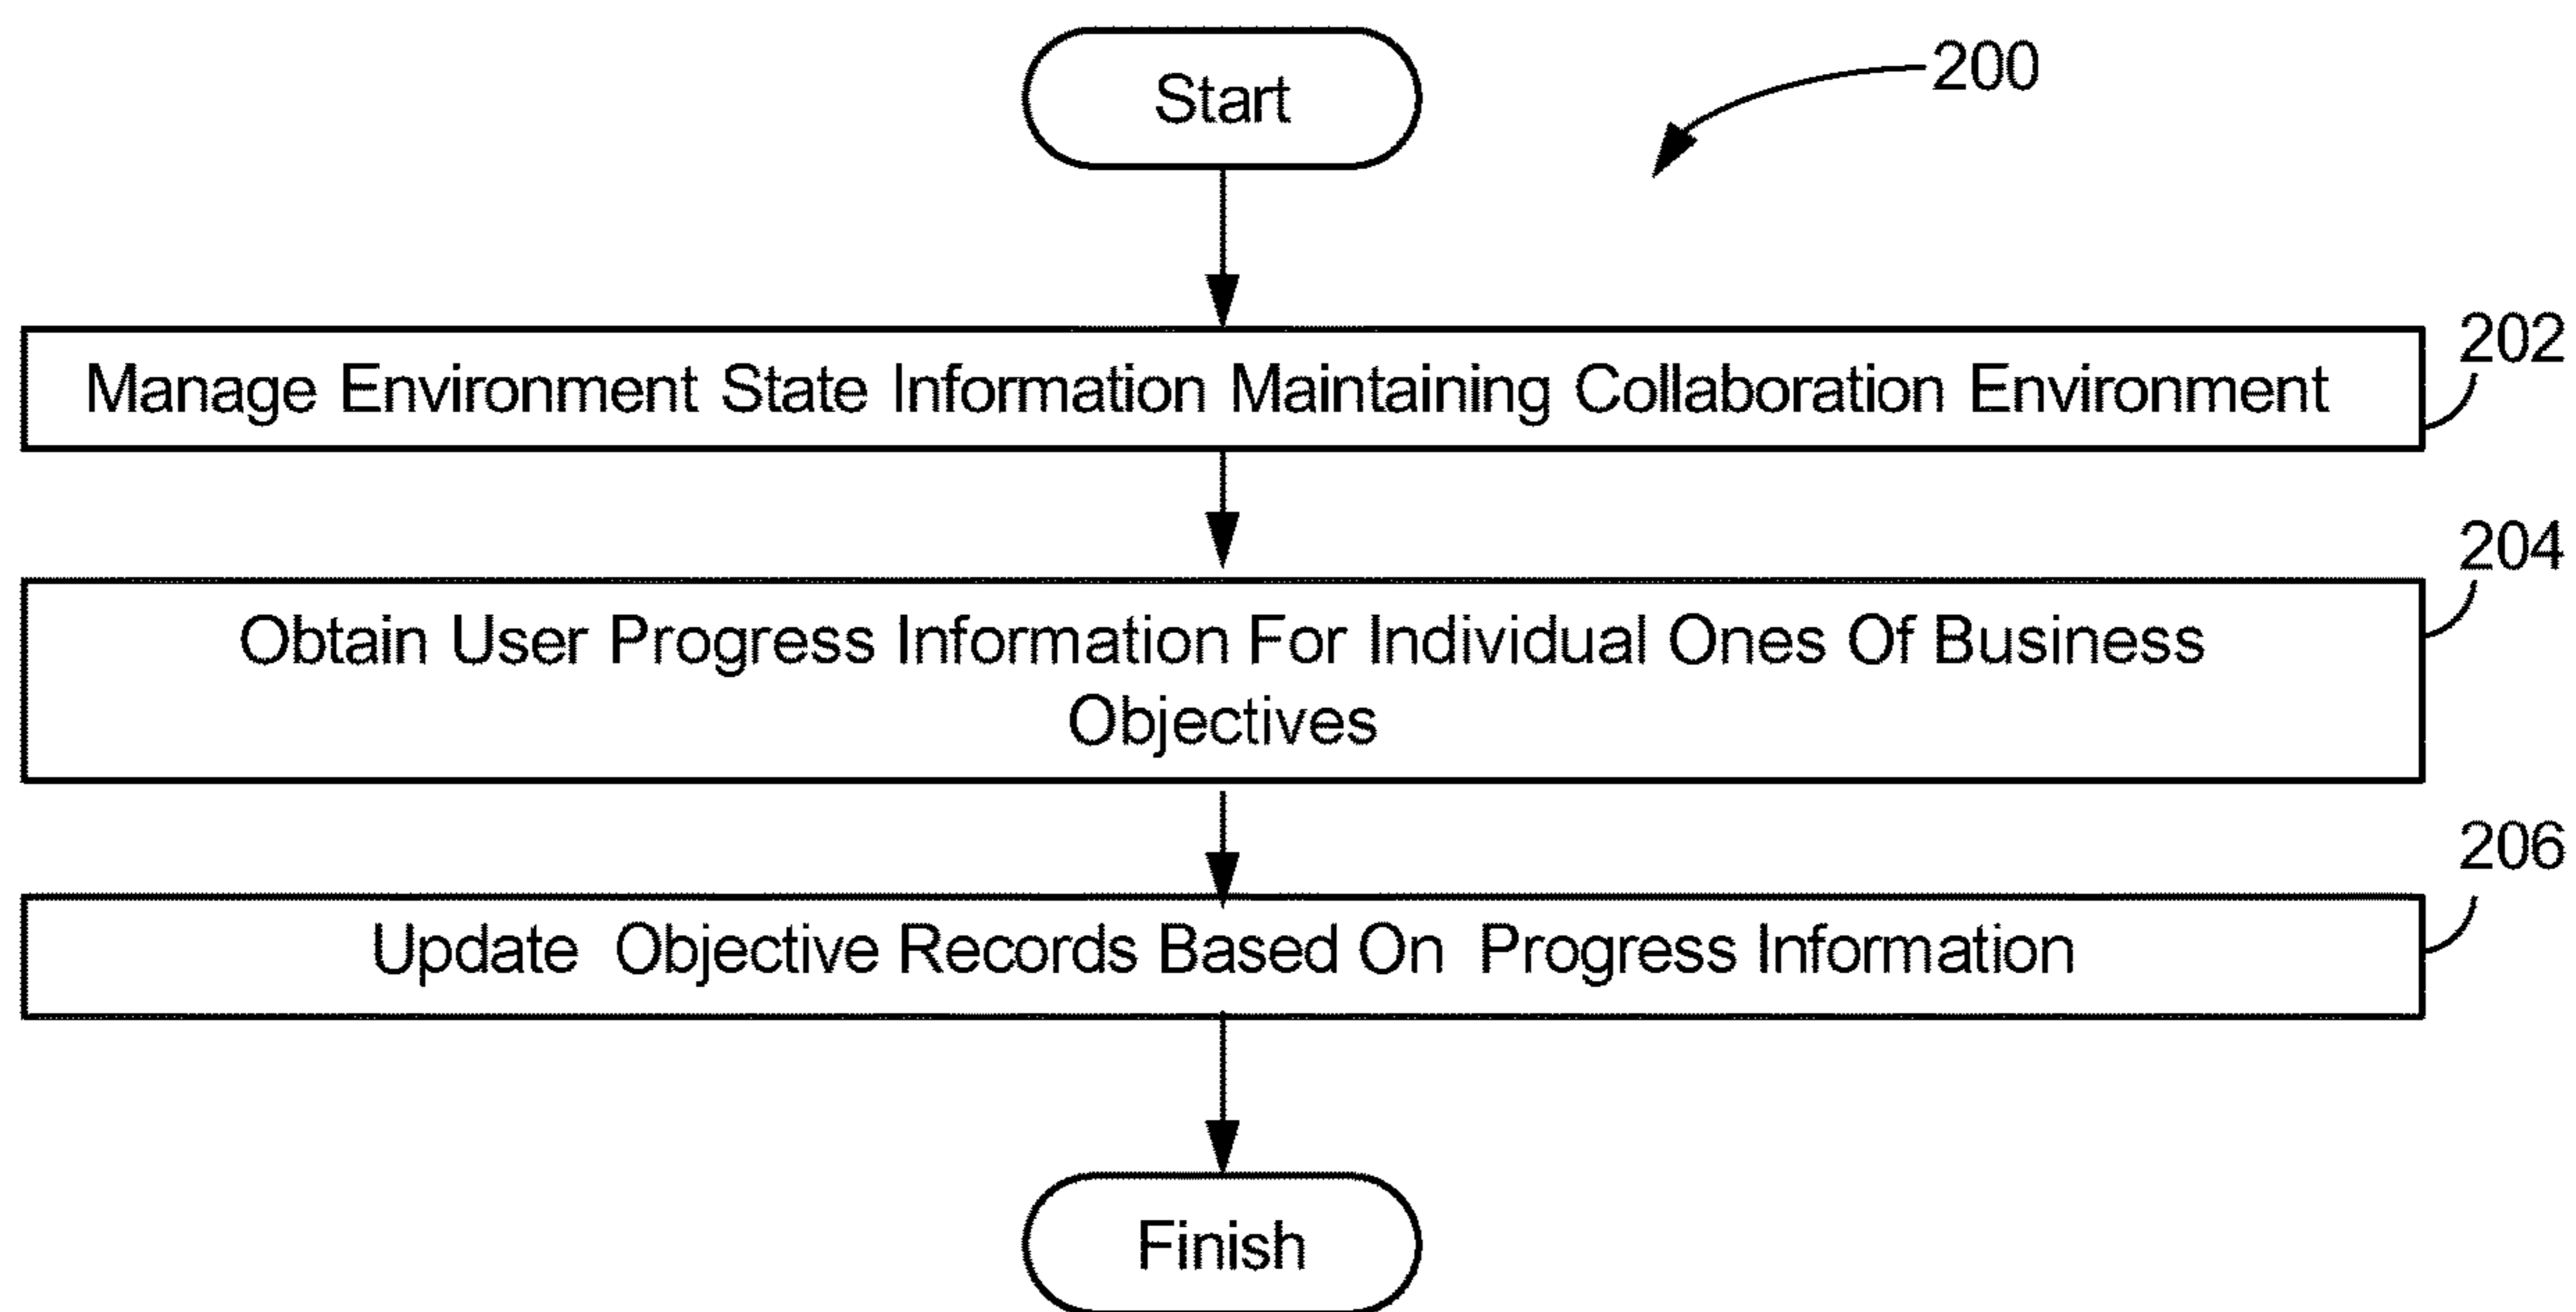 Start
200
Manage Environment State Information Maintaining Collaboration Environment
202
Obtain User Progress Information For Individual Ones Of Business
Objectives
204
Update Objective Records Based On Progress Information
206
Finish